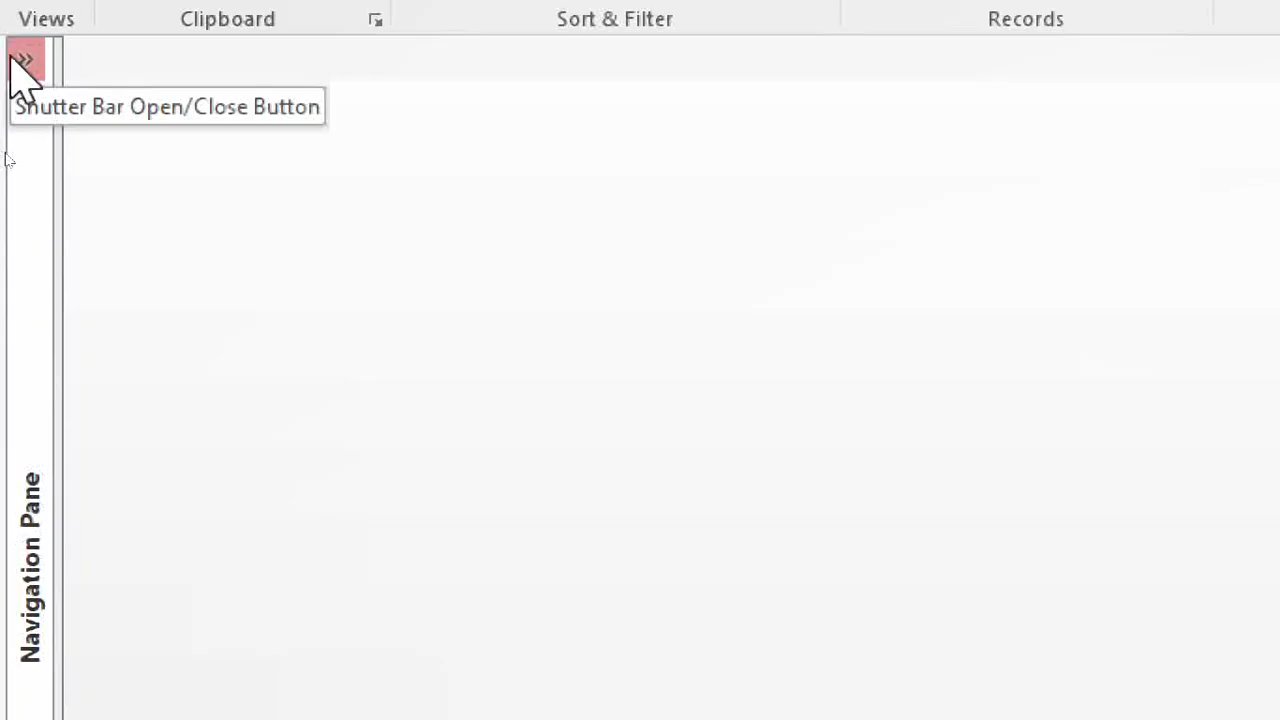 Views Clipboard Sort & Filter Records
»
Shutter Bar Open/Close Button
Navigation Pane